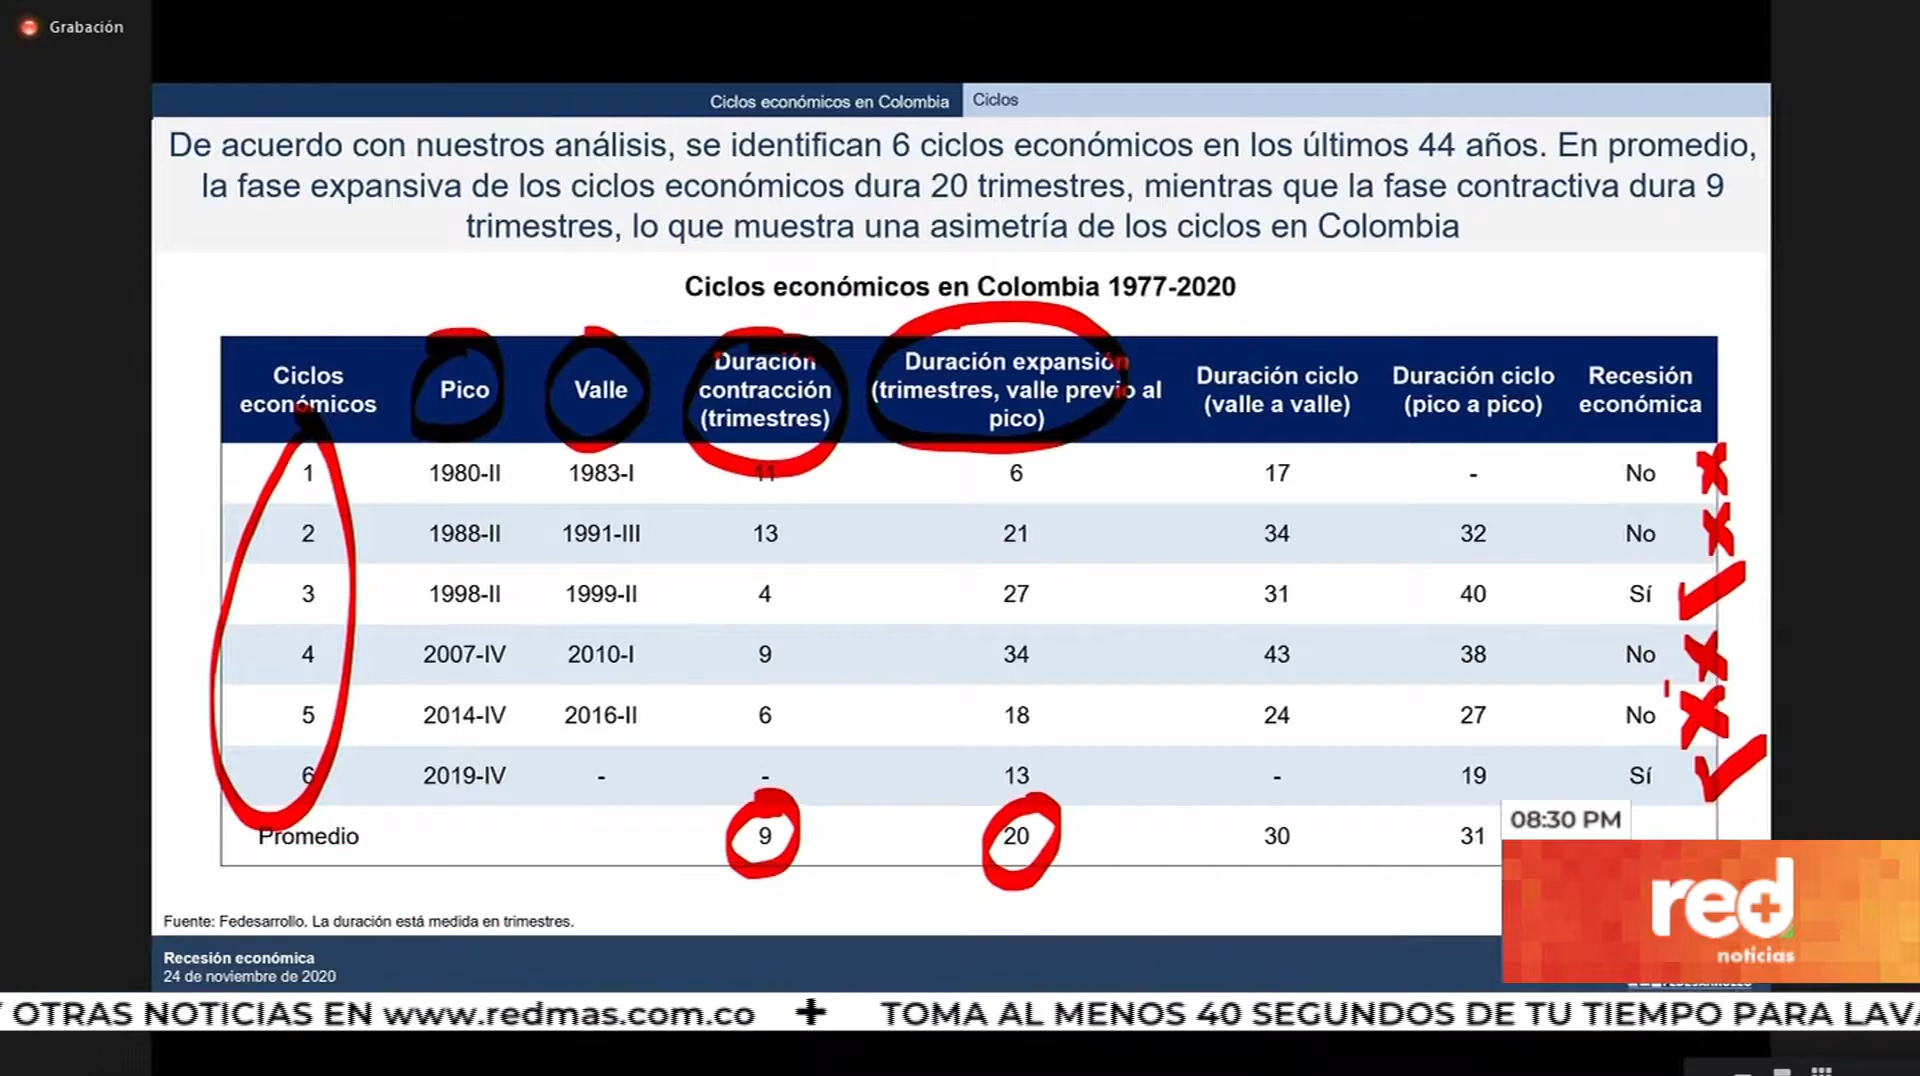 Grabación
Ciclos económicos en Colombia Ciclos
De acuerdo con nuestros análisis, se identifican 6 ciclos económicos en los últimos 44 años. En promedio,
la fase expansiva de los ciclos económicos dura 20 trimestres, mientras que la fase contractiva dura 9
trimestres, lo que muestra una asimetría de los ciclos en Colombia
Ciclos económicos en Colombia 1977-2020
Ciclos económicos Pico Valle Duración contracción (trimestres) Duración expansión (trimestres, valle previo al pico) Duración ciclo (valle a valle) Duración ciclo (pico a pico) Recesión económica
1 1980-II 1983-I 11 6 17 - No
2 1988-II 1991-III 13 21 34 32 No
3 1998-II 1999-II 4 27 31 40 Sí
4 2007-IV 2010-I 9 34 43 38 No
5 2014-IV 2016-II 6 18 24 27 No
6 2019-IV - - 13 - 19 Sí
Promedio 9 20 30 31
08:30 PM
red+
noticias
Fuente: Fedesarrollo. La duración está medida en trimestres.
Recesión económica
24 de noviembre de 2020
Y OTRAS NOTICIAS EN www.redmas.com.co + TOMA AL MENOS 40 SEGUNDOS DE TU TIEMPO PARA LAVA